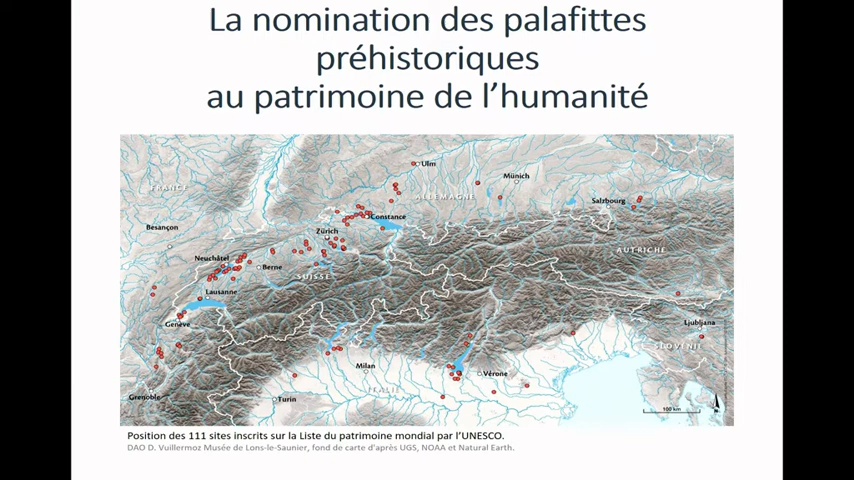 La nomination des palafittes
préhistoriques
au patrimoine de l'humanité
Ulm
Münich
FRANCE
ALLEMAGNE
Salzbourg
Constance
Besançon
Zürich
AUTRICHE
Neuchâtel
Berne
SUISSE
Lausanne
Genève
Ljubljana
SLOVÉNIE
Milan
Vérone
ITALIE
Grenoble
Turin
100 km
Position des 111 sites inscrits sur la Liste du patrimoine mondial par l'UNESCO.
DAO D. Vuillermoz Musée de Lons-le-Saunier, fond de carte d'après UGS, NOAA et Natural Earth.